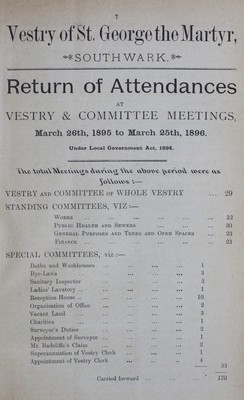 7
Vestry of St. George the Martyr,
SOUTHWARK.
Return of Attendances
AT
VESTRY & COMMITTEE MEETINGS,
March 26th, 1895 to March 25th, 1896.
Under Local Government Act, 1894.
The total Meetings during the above period were as
follows :—
VESTRY AND COMMITTEE OF WHOLE VESTRY ... 29
STANDING COMMITTEES, VIZ :—
Works ... 32
Public Health and Sewers ... 30
General Purposes and Trees and Open Spaces ... 23
Finance ... 23
SPECIAL COMMITTEES, viz :—
Baths and Washhouses ... 1
Bye-Laws ... 3
Sanitary Inspector ... 3
Ladies' Lavatory ... 1
Reception House ... 10
Organisation of Office ... 2
Vacant Land ... 3
Charities ... 1
Surveyor's Duties ... 2
Appointment of Surveyor ... 1
Mr. Radcliffe's Claim ... 2
Superannuation of Vestry Clerk ... 1
Appointment of Vestry Clerk ... 4
33
Carried forward ... 170